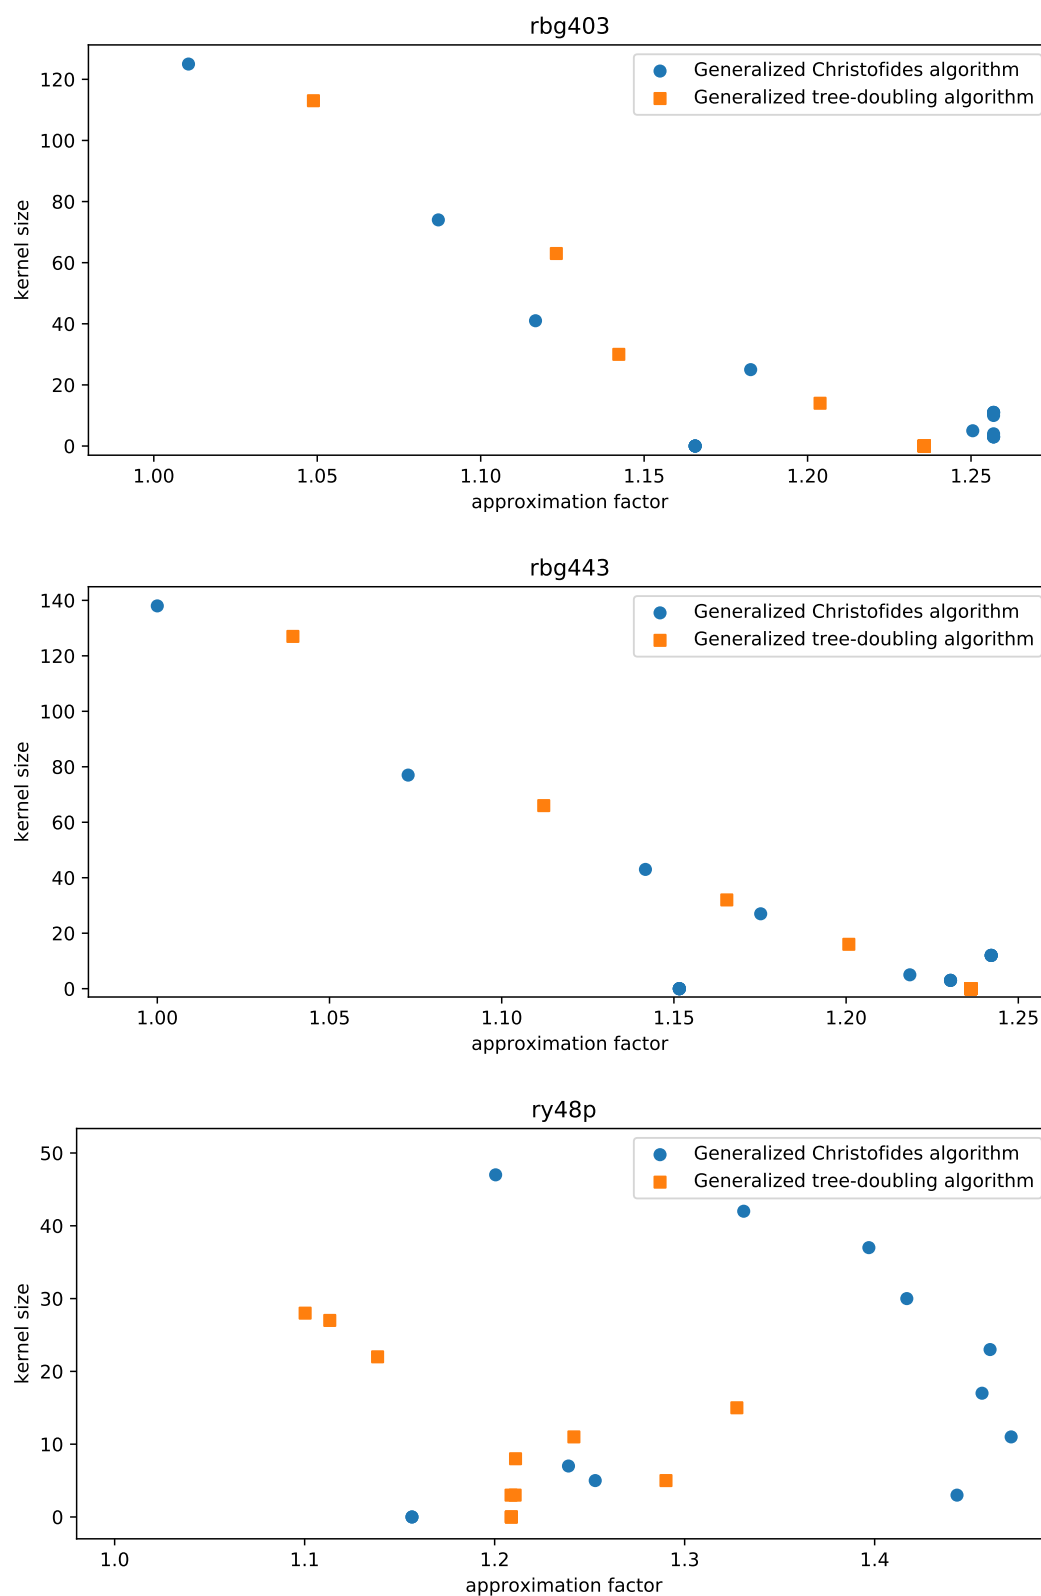 rbg403
Generalized Christofides algorithm
Generalized tree-doubling algorithm
120
100
80
60
40
20
0
kernel size
1.00 1.05 1.10 1.15 1.20 1.25
approximation factor
rbg443
Generalized Christofides algorithm
Generalized tree-doubling algorithm
140
120
100
80
60
40
20
0
kernel size
1.00 1.05 1.10 1.15 1.20 1.25
approximation factor
ry48p
Generalized Christofides algorithm
Generalized tree-doubling algorithm
50
40
30
20
10
0
kernel size
1.0 1.1 1.2 1.3 1.4
approximation factor